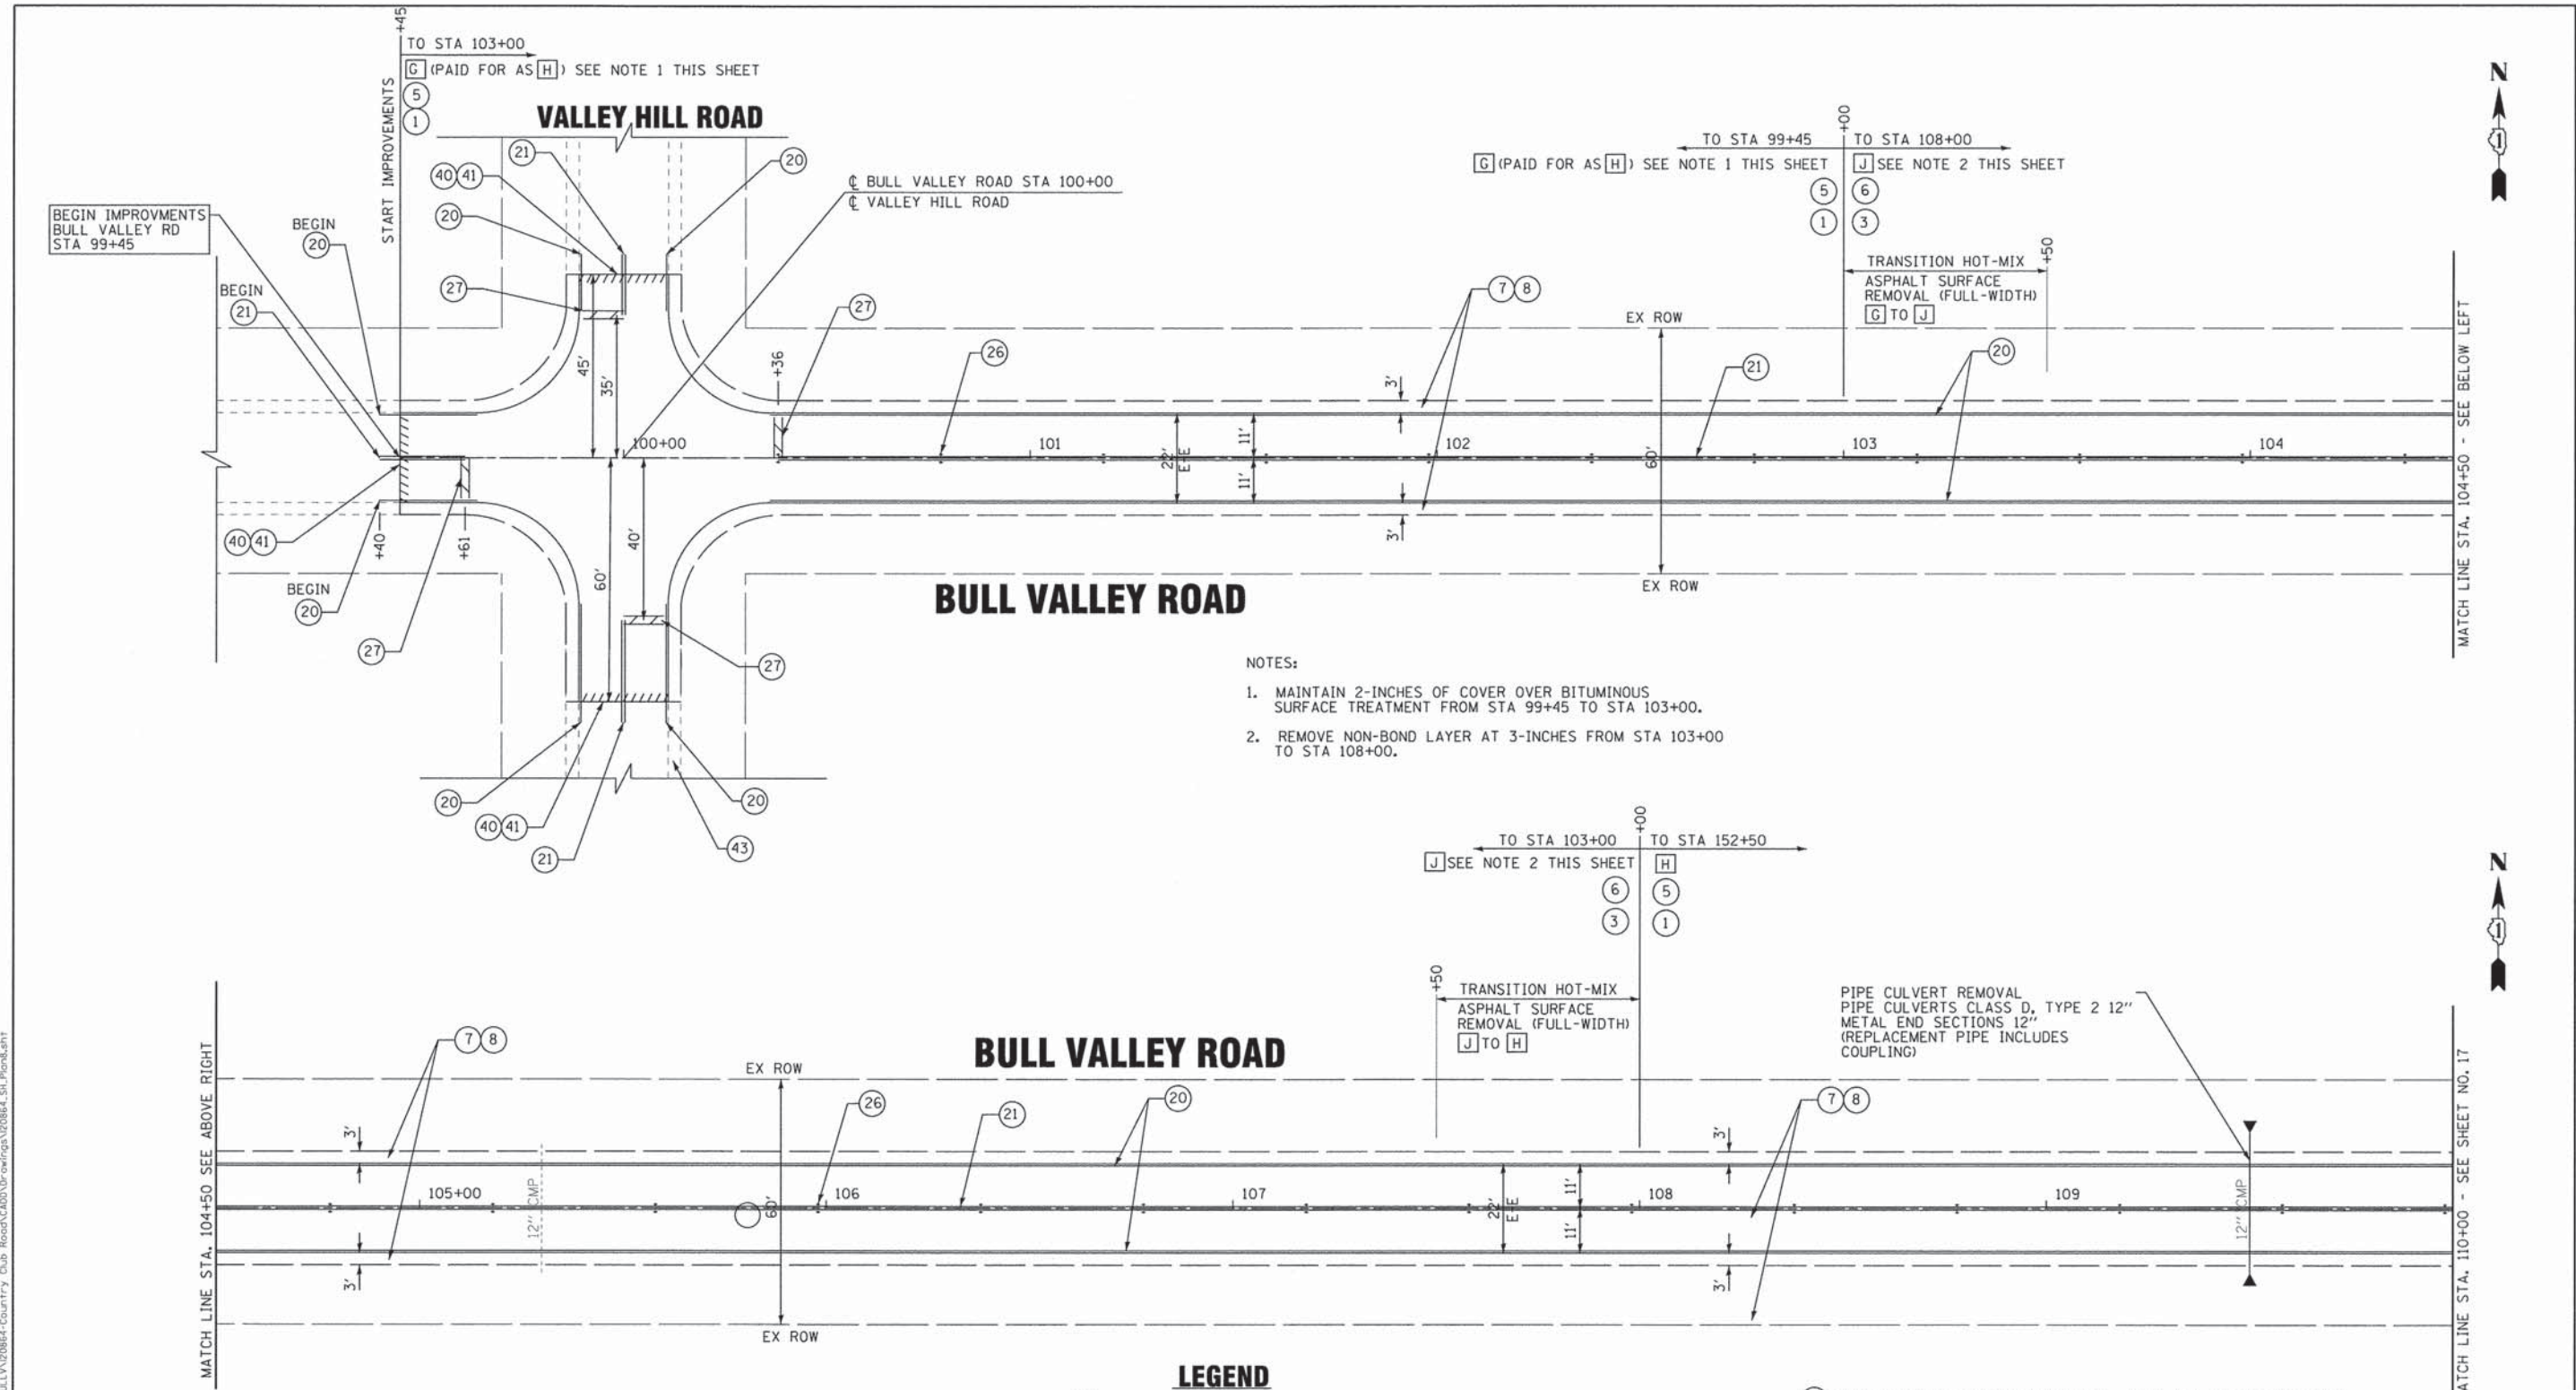 +45
TO STA 103+00
G (PAID FOR AS H) SEE NOTE 1 THIS SHEET
5
1
START IMPROVEMENTS
VALLEY HILL ROAD
N
1
+00
TO STA 99+45
TO STA 108+00
G (PAID FOR AS H) SEE NOTE 1 THIS SHEET
J SEE NOTE 2 THIS SHEET
5
6
1
3
21
20
40 41
20
℄ BULL VALLEY ROAD STA 100+00
℄ VALLEY HILL ROAD
BEGIN IMPROVMENTS
BULL VALLEY RD
STA 99+45
BEGIN
20
BEGIN
21
27
27
+50
TRANSITION HOT-MIX
ASPHALT SURFACE
REMOVAL (FULL-WIDTH)
G TO J
7 8
EX ROW
45'
35'
+36
26
3'
21
20
100+00
101
102
103
104
22'
E-E
11'
11'
60'
3'
MATCH LINE STA. 104+50 - SEE BELOW LEFT
40 41
+40
+61
BEGIN
20
27
60'
40'
27
EX ROW
BULL VALLEY ROAD
NOTES:
1. MAINTAIN 2-INCHES OF COVER OVER BITUMINOUS
SURFACE TREATMENT FROM STA 99+45 TO STA 103+00.
2. REMOVE NON-BOND LAYER AT 3-INCHES FROM STA 103+00
TO STA 108+00.
20
20
40 41
21
43
+00
TO STA 103+00
TO STA 152+50
J SEE NOTE 2 THIS SHEET
H
6
5
3
1
N
1
+50
TRANSITION HOT-MIX
ASPHALT SURFACE
REMOVAL (FULL-WIDTH)
J TO H
PIPE CULVERT REMOVAL
PIPE CULVERTS CLASS D, TYPE 2 12"
METAL END SECTIONS 12"
(REPLACEMENT PIPE INCLUDES
COUPLING)
BULL VALLEY ROAD
7 8
EX ROW
26
21
20
7 8
3'
3'
105+00
106
107
108
109
12" CMP
60'
22'
E-E
11'
11'
12" CMP
3'
3'
EX ROW
MATCH LINE STA. 104+50 SEE ABOVE RIGHT
MATCH LINE STA. 110+00 - SEE SHEET NO. 17
LEGEND